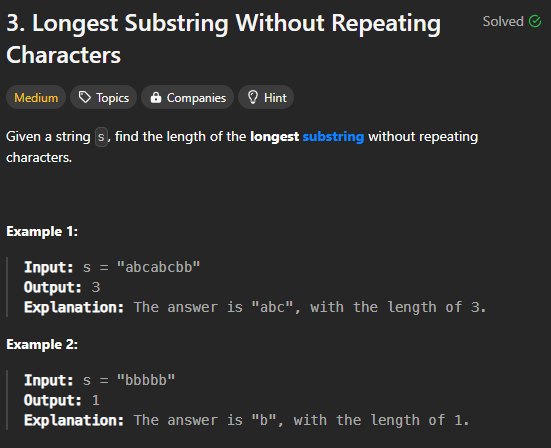 3. Longest Substring Without Repeating Solved
Characters
Medium Topics Companies Hint
Given a string s, find the length of the longest substring without repeating
characters.
Example 1:
Input: s = "abcabcbb"
Output: 3
Explanation: The answer is "abc", with the length of 3.
Example 2:
Input: s = "bbbbb"
Output: 1
Explanation: The answer is "b", with the length of 1.